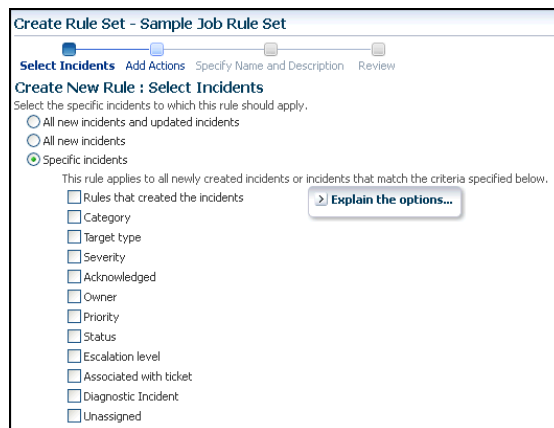 Create Rule Set - Sample Job Rule Set
Select Incidents Add Actions Specify Name and Description Review
Create New Rule : Select Incidents
Select the specific incidents to which this rule should apply.
All new incidents and updated incidents
All new incidents
Specific incidents
This rule applies to all newly created incidents or incidents that match the criteria specified below.
Rules that created the incidents
Explain the options...
Category
Target type
Severity
Acknowledged
Owner
Priority
Status
Escalation level
Associated with ticket
Diagnostic Incident
Unassigned